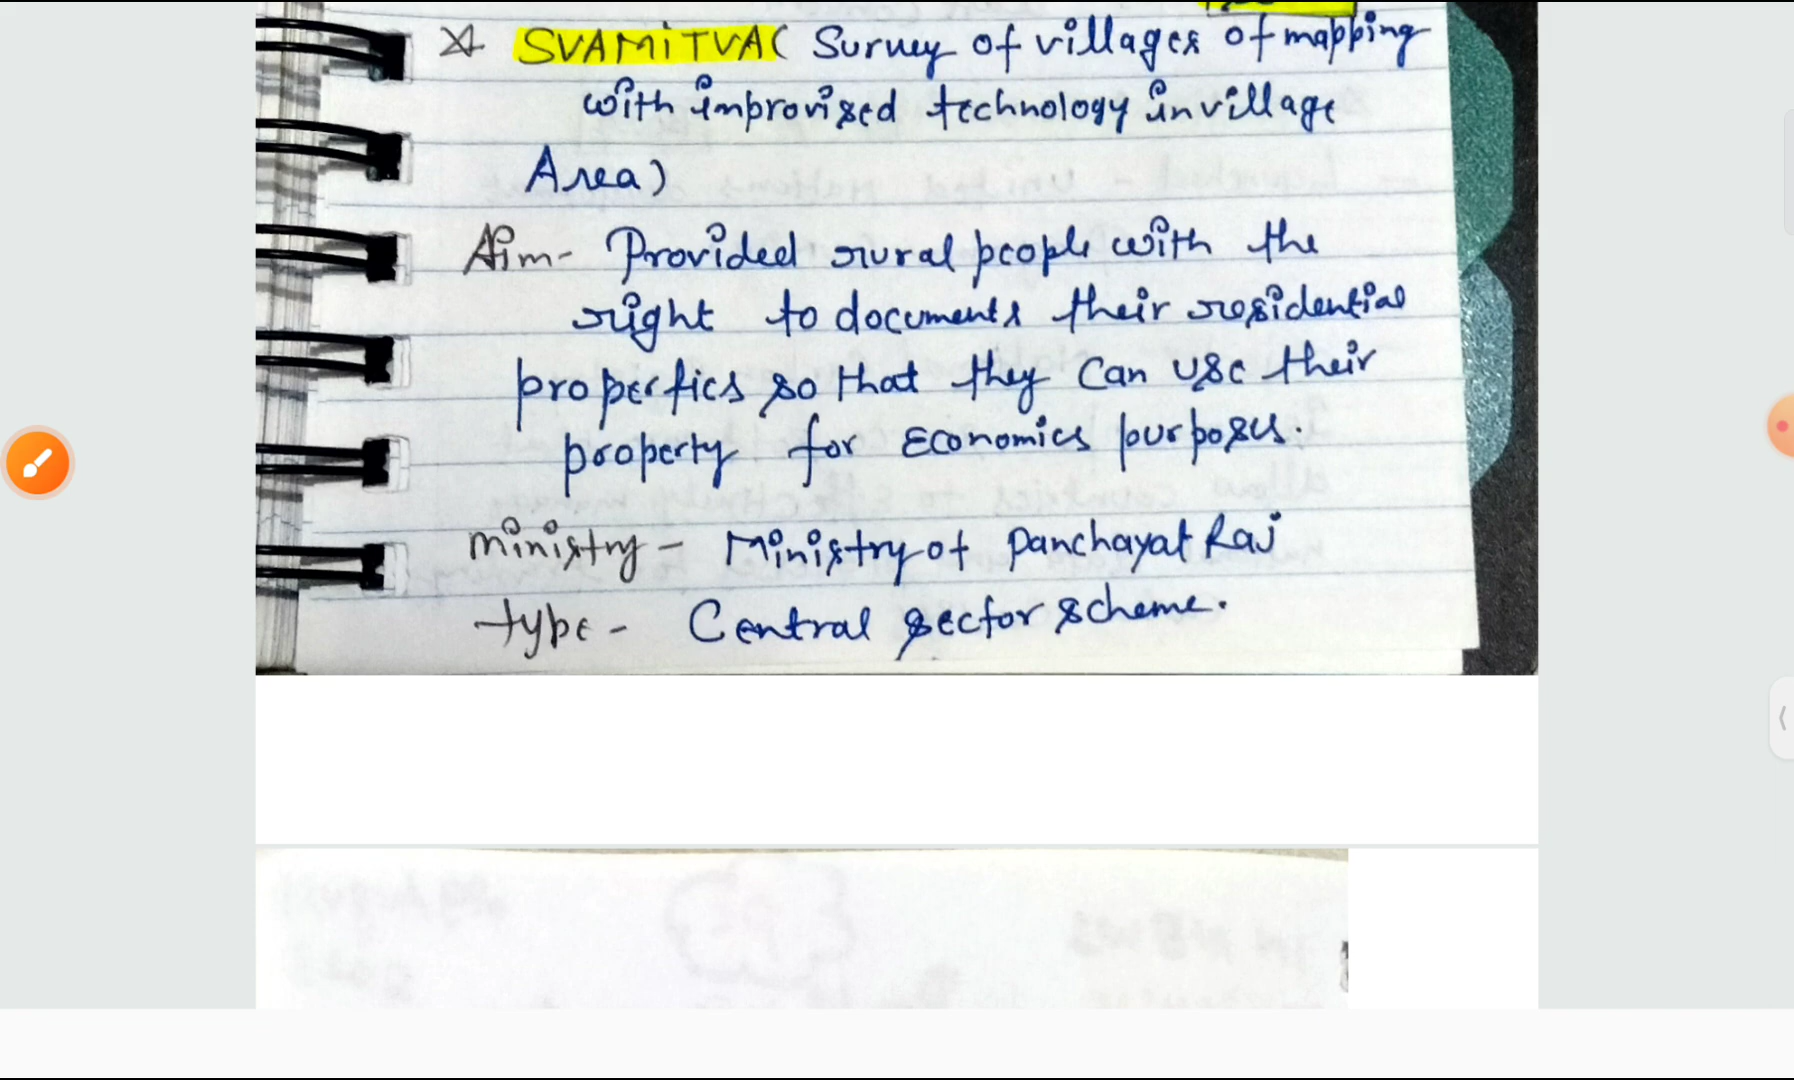 SVAMITVA( Survey of villages of mapping
with improvised technology in village
Area)
Aim- Provided rural people with the
right to documents their residential
properties so that they can use their
property for Economics purposes.
Ministry - Ministry of Panchayat Raj
type - Central sector scheme.